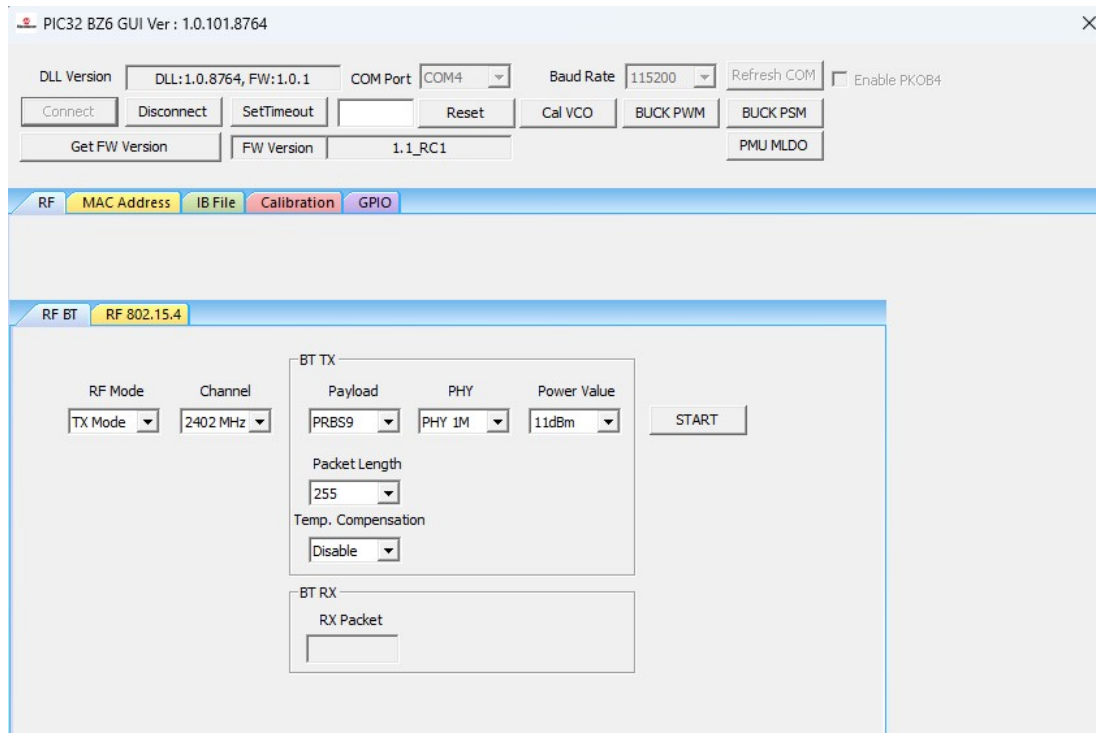 PIC32 BZ6 GUI Ver : 1.0.101.8764
DLL Version DLL:1.0.8764, FW:1.0.1 COM Port COM4 Baud Rate 115200 Refresh COM Enable PKOB4
Connect Disconnect SetTimeout Reset Cal VCO BUCK PWM BUCK PSM
Get FW Version FW Version 1.1_RC1 PMU MLDO
RF MAC Address IB File Calibration GPIO
RF BT RF 802.15.4
BT TX
RF Mode Channel Payload PHY Power Value
TX Mode 2402 MHz PRBS9 PHY 1M 11dBm START
Packet Length
255
Temp. Compensation
Disable
BT RX
RX Packet